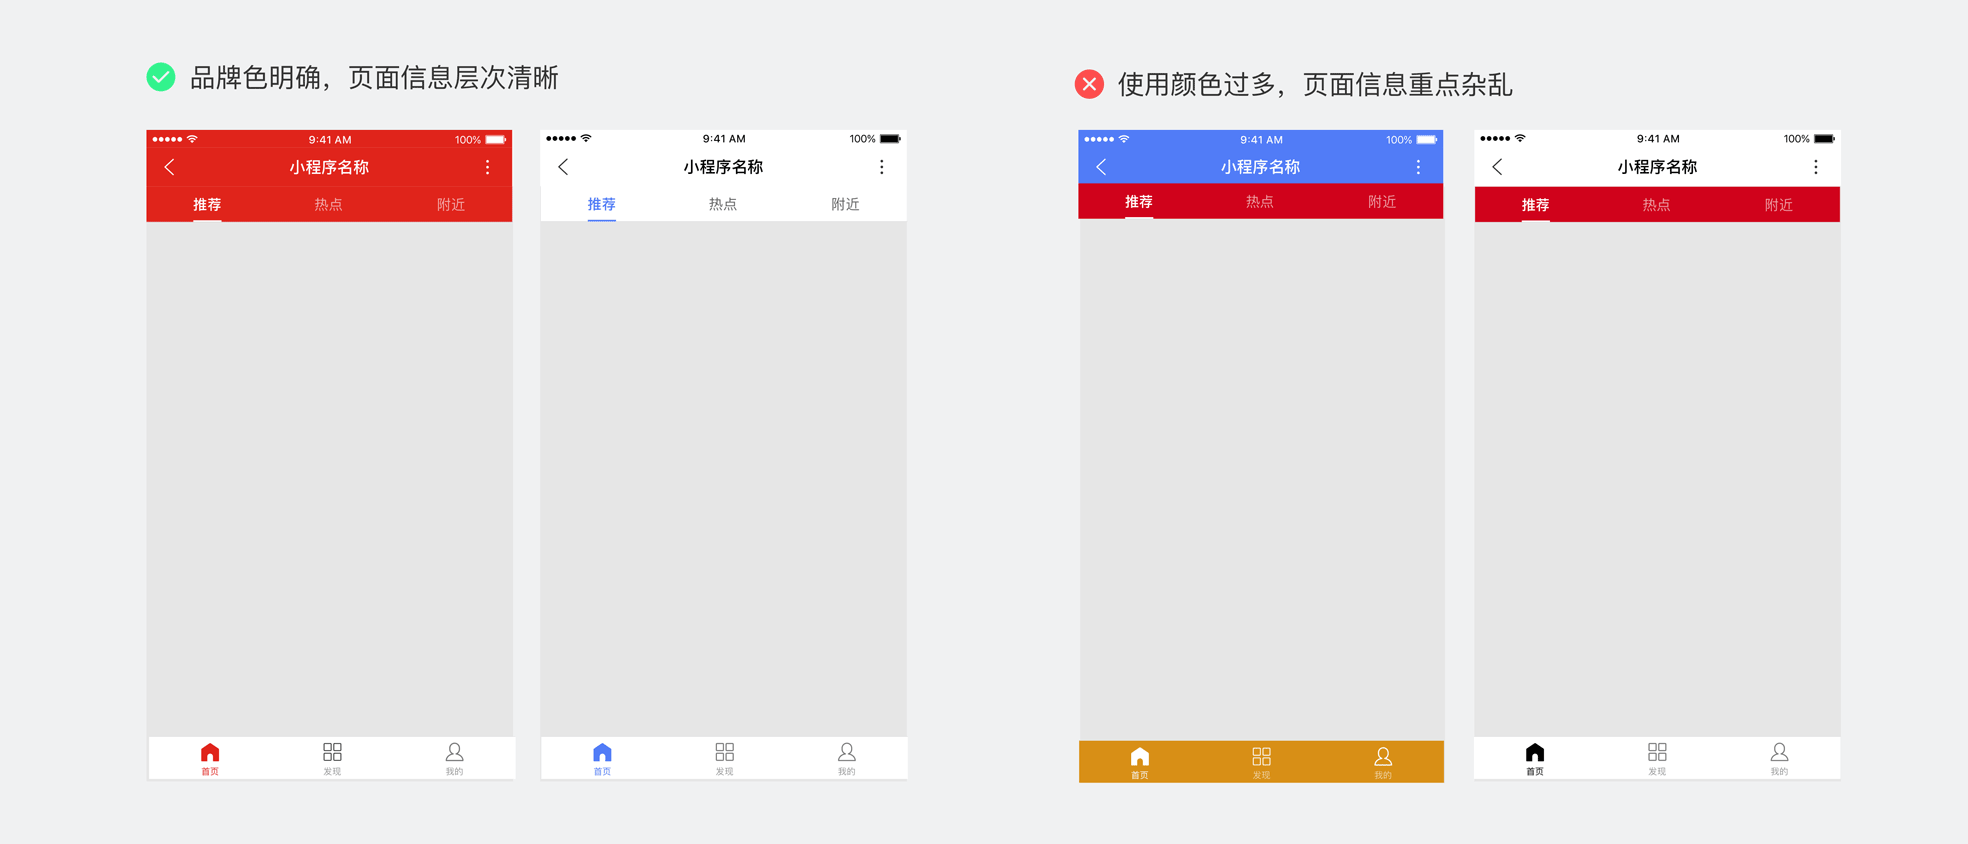 品牌色明确，页面信息层次清晰
9:41 AM
100%
小程序名称
推荐
热点
附近
首页
发现
我的
9:41 AM
100%
小程序名称
推荐
热点
附近
首页
发现
我的
使用颜色过多，页面信息重点杂乱
9:41 AM
100%
小程序名称
推荐
热点
附近
首页
发现
我的
9:41 AM
100%
小程序名称
推荐
热点
附近
首页
发现
我的